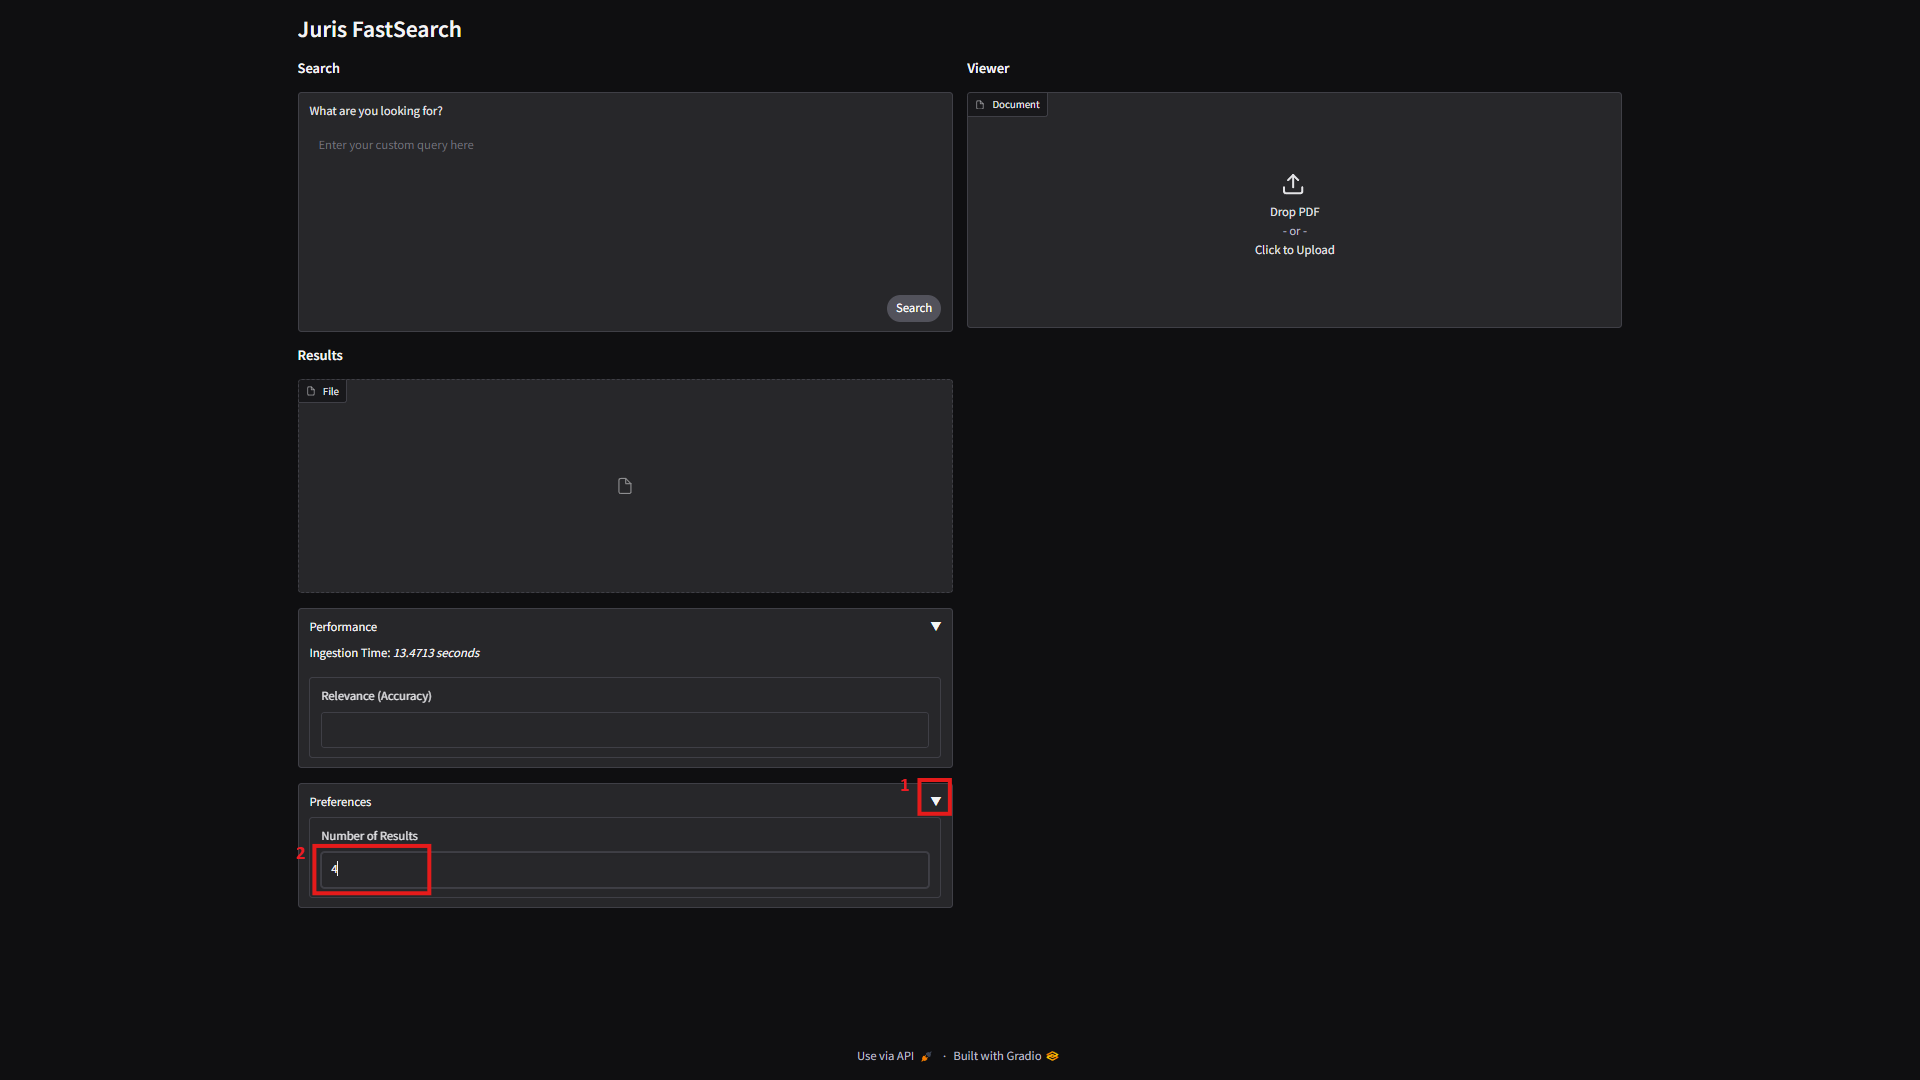 Juris FastSearch
Search
What are you looking for?
Enter your custom query here
Search
Viewer
Document
Drop PDF
- or -
Click to Upload
Results
File
Performance
Ingestion Time: 13.4713 seconds
Relevance (Accuracy)
1
Preferences
Number of Results
2
4
Use via API · Built with Gradio